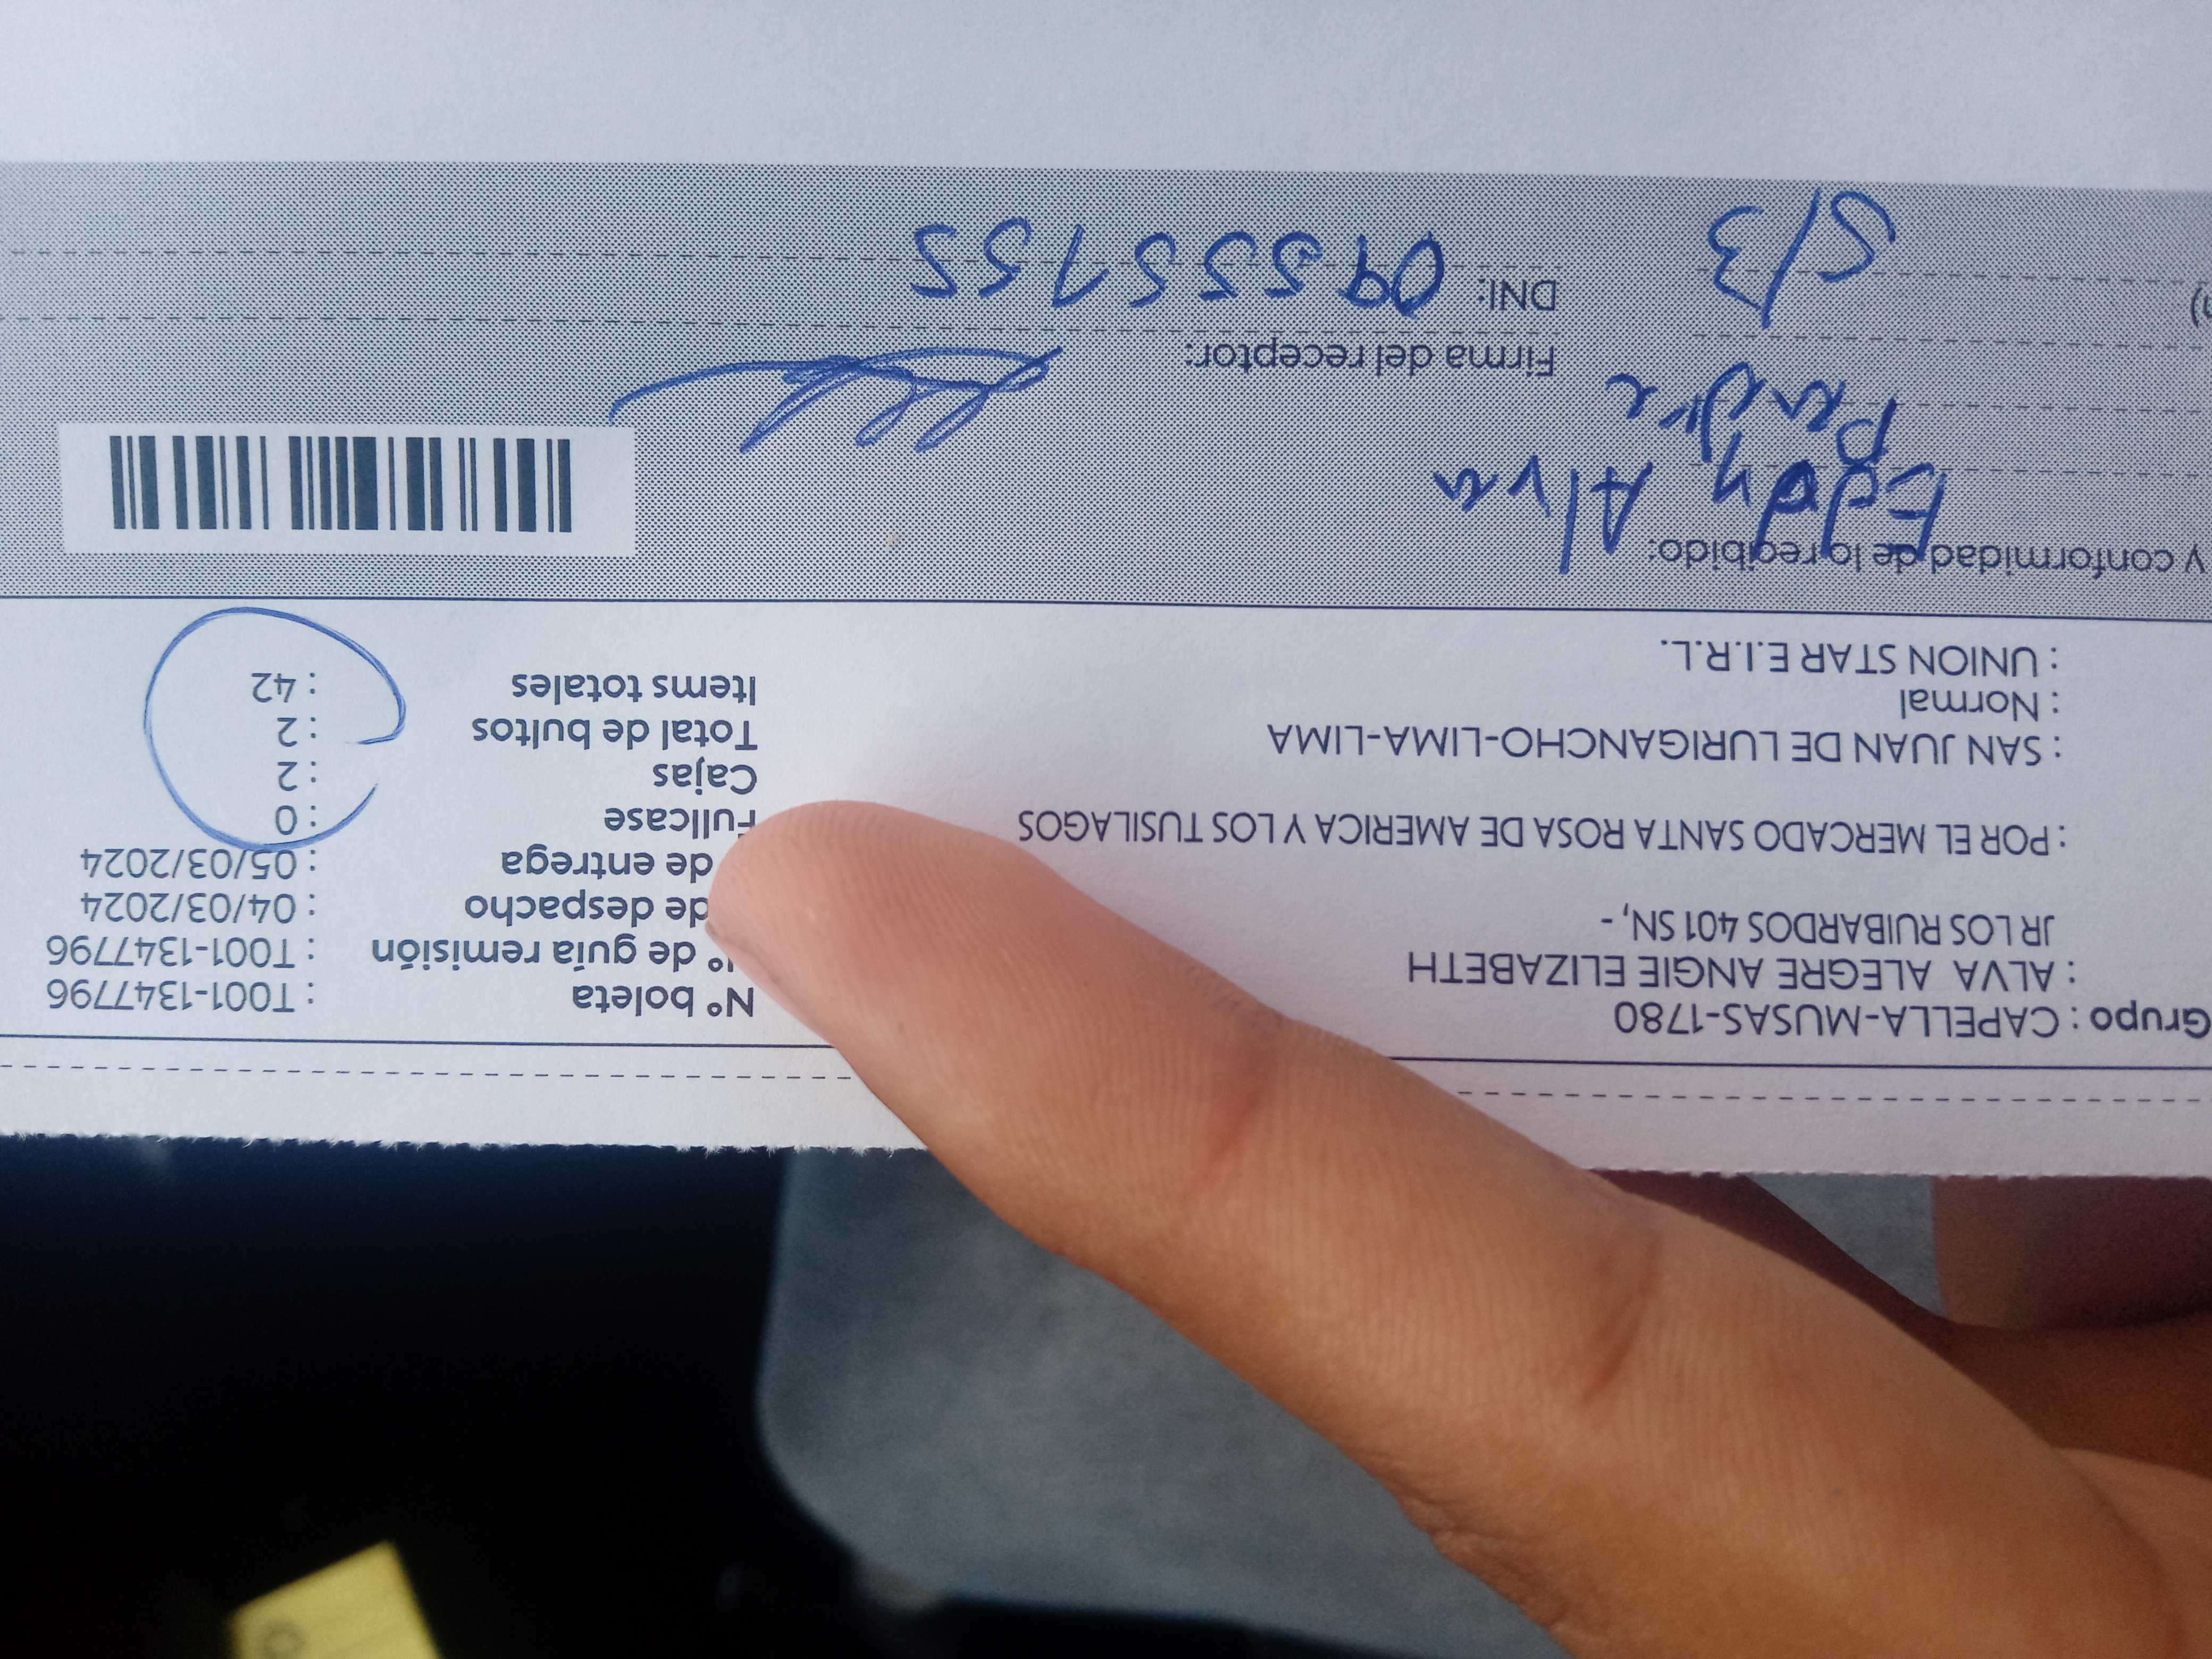 Grupo : CAPELLA-MUSAS-1780
: ALVA ALEGRE ANGIE ELIZABETH
JR LOS RUIBARDOS 401 SN, -
: POR EL MERCADO SANTA ROSA DE AMERICA Y LOS TUSILAGOS
: SAN JUAN DE LURIGANCHO-LIMA-LIMA
: Normal
: UNION STAR E.I.R.L.
N° boleta : T001-1347796
N° de guía remisión : T001-1347796
de despacho : 04/03/2024
de entrega : 05/03/2024
Fullcase : 0
Cajas : 2
Total de bultos : 2
Items totales : 42
y conformidad de lo recibido:
Alva
Padre
Firma del receptor:
5/3
DNI: 09555155